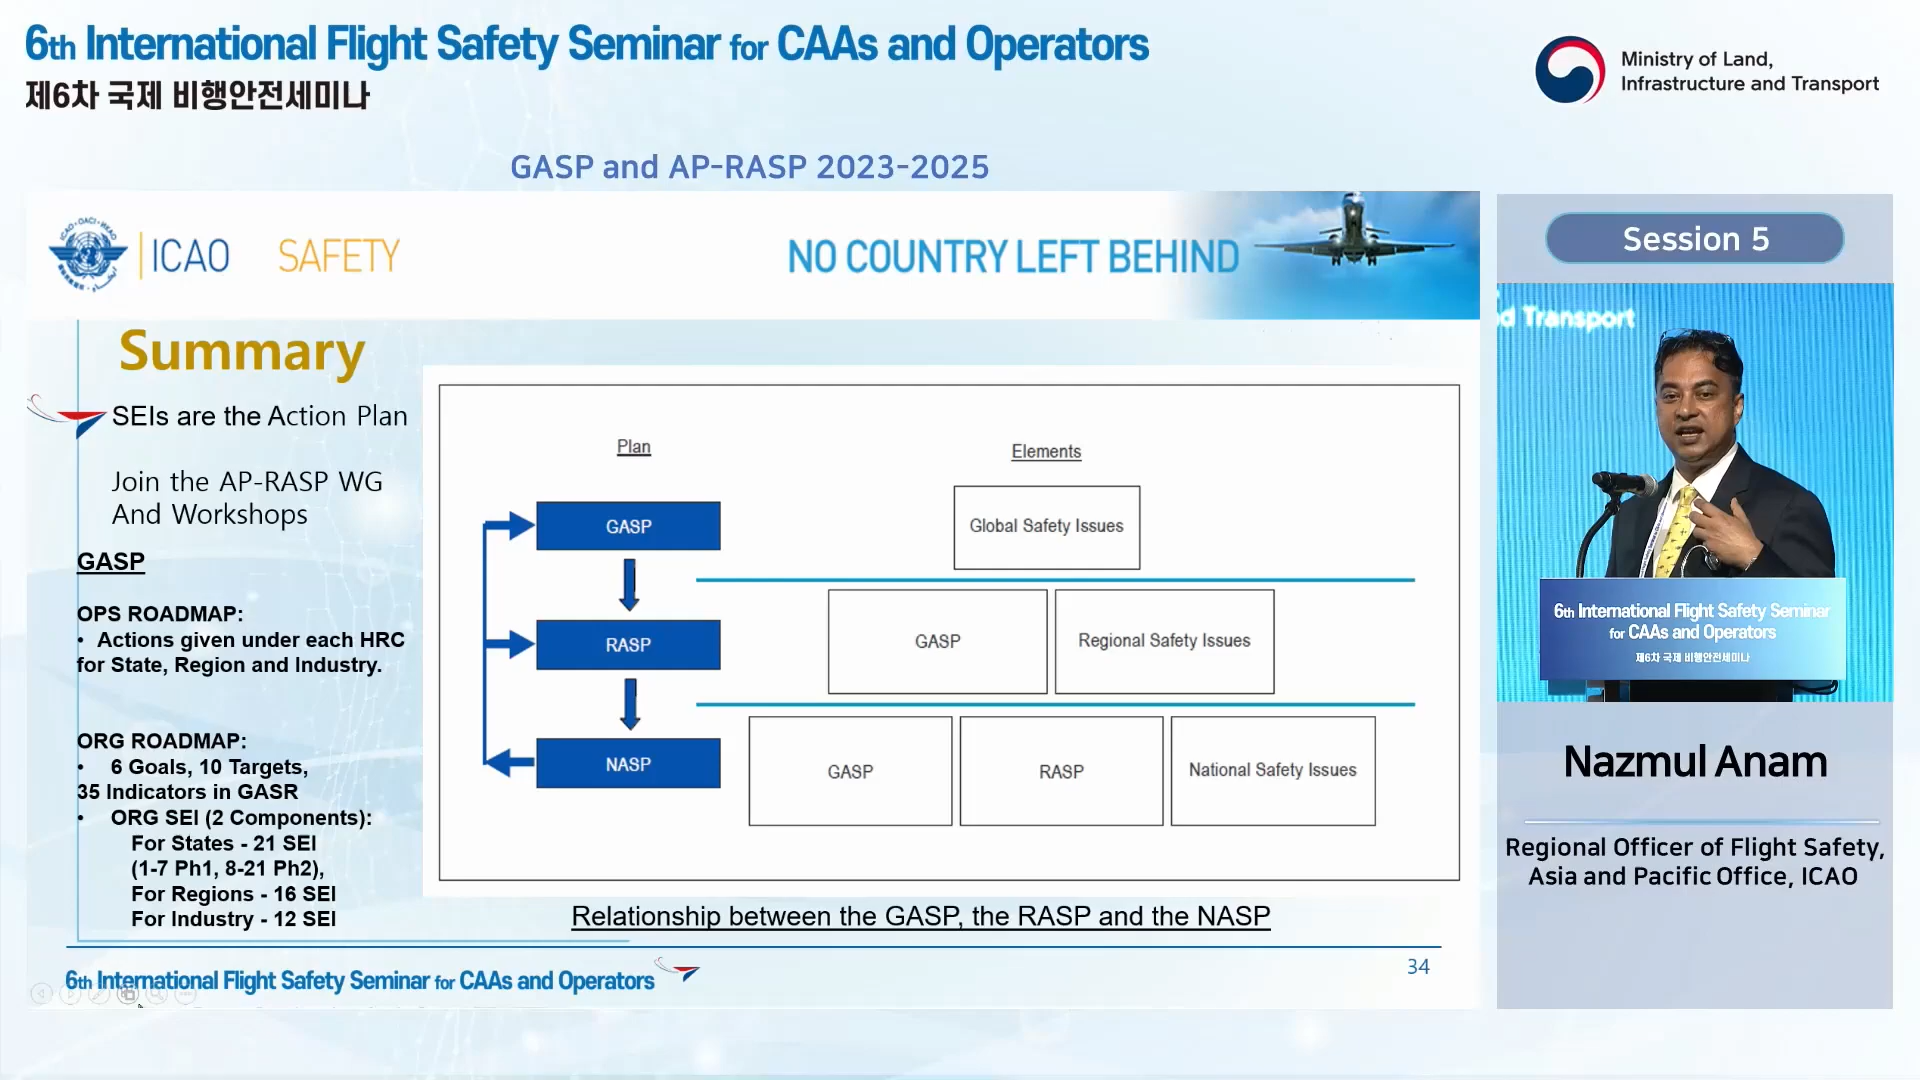 6th International Flight Safety Seminar for CAAs and Operators
제6차 국제 비행안전세미나
Ministry of Land,
Infrastructure and Transport
GASP and AP-RASP 2023-2025
ICAO SAFETY
NO COUNTRY LEFT BEHIND
Summary
SEIs are the Action Plan
Join the AP-RASP WG
And Workshops
GASP
OPS ROADMAP:
• Actions given under each HRC
for State, Region and Industry.
ORG ROADMAP:
• 6 Goals, 10 Targets,
35 Indicators in GASR
• ORG SEI (2 Components):
For States - 21 SEI
(1-7 Ph1, 8-21 Ph2),
For Regions - 16 SEI
For Industry - 12 SEI
Plan
Elements
GASP
Global Safety Issues
RASP
GASP
Regional Safety Issues
NASP
GASP
RASP
National Safety Issues
Relationship between the GASP, the RASP and the NASP
6th International Flight Safety Seminar for CAAs and Operators
34
Session 5
d Transport
6th International Flight Safety Seminar
for CAAs and Operators
제6차 국제 비행안전세미나
Nazmul Anam
Regional Officer of Flight Safety,
Asia and Pacific Office, ICAO